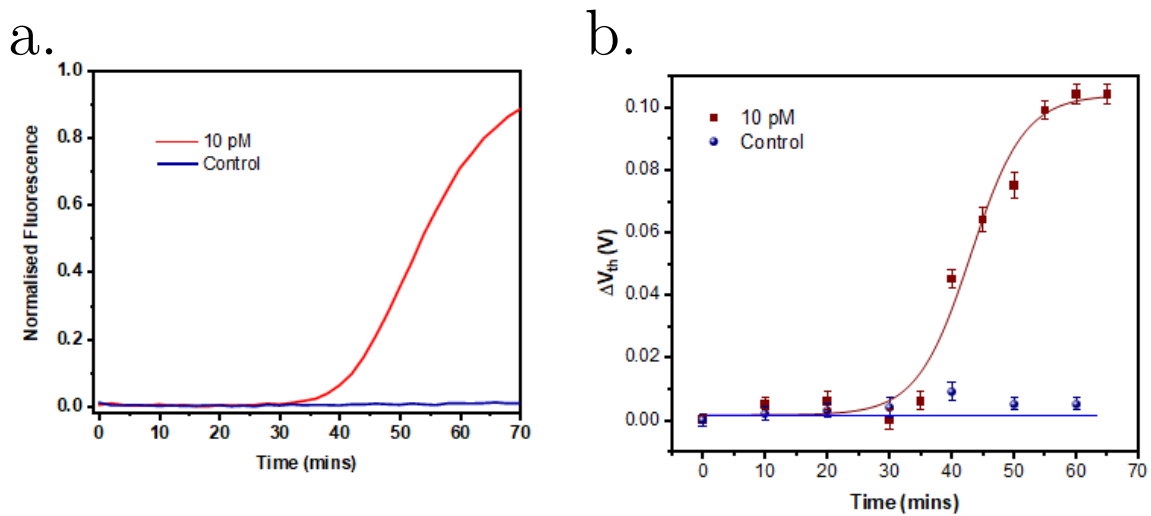 a.
1.0
0.8
0.6
0.4
0.2
0.0
Normalised Fluorescence
10 pM
Control
0 10 20 30 40 50 60 70
Time (mins)
b.
0.10
0.08
0.06
0.04
0.02
0.00
ΔVth (V)
10 pM
Control
0 10 20 30 40 50 60 70
Time (mins)